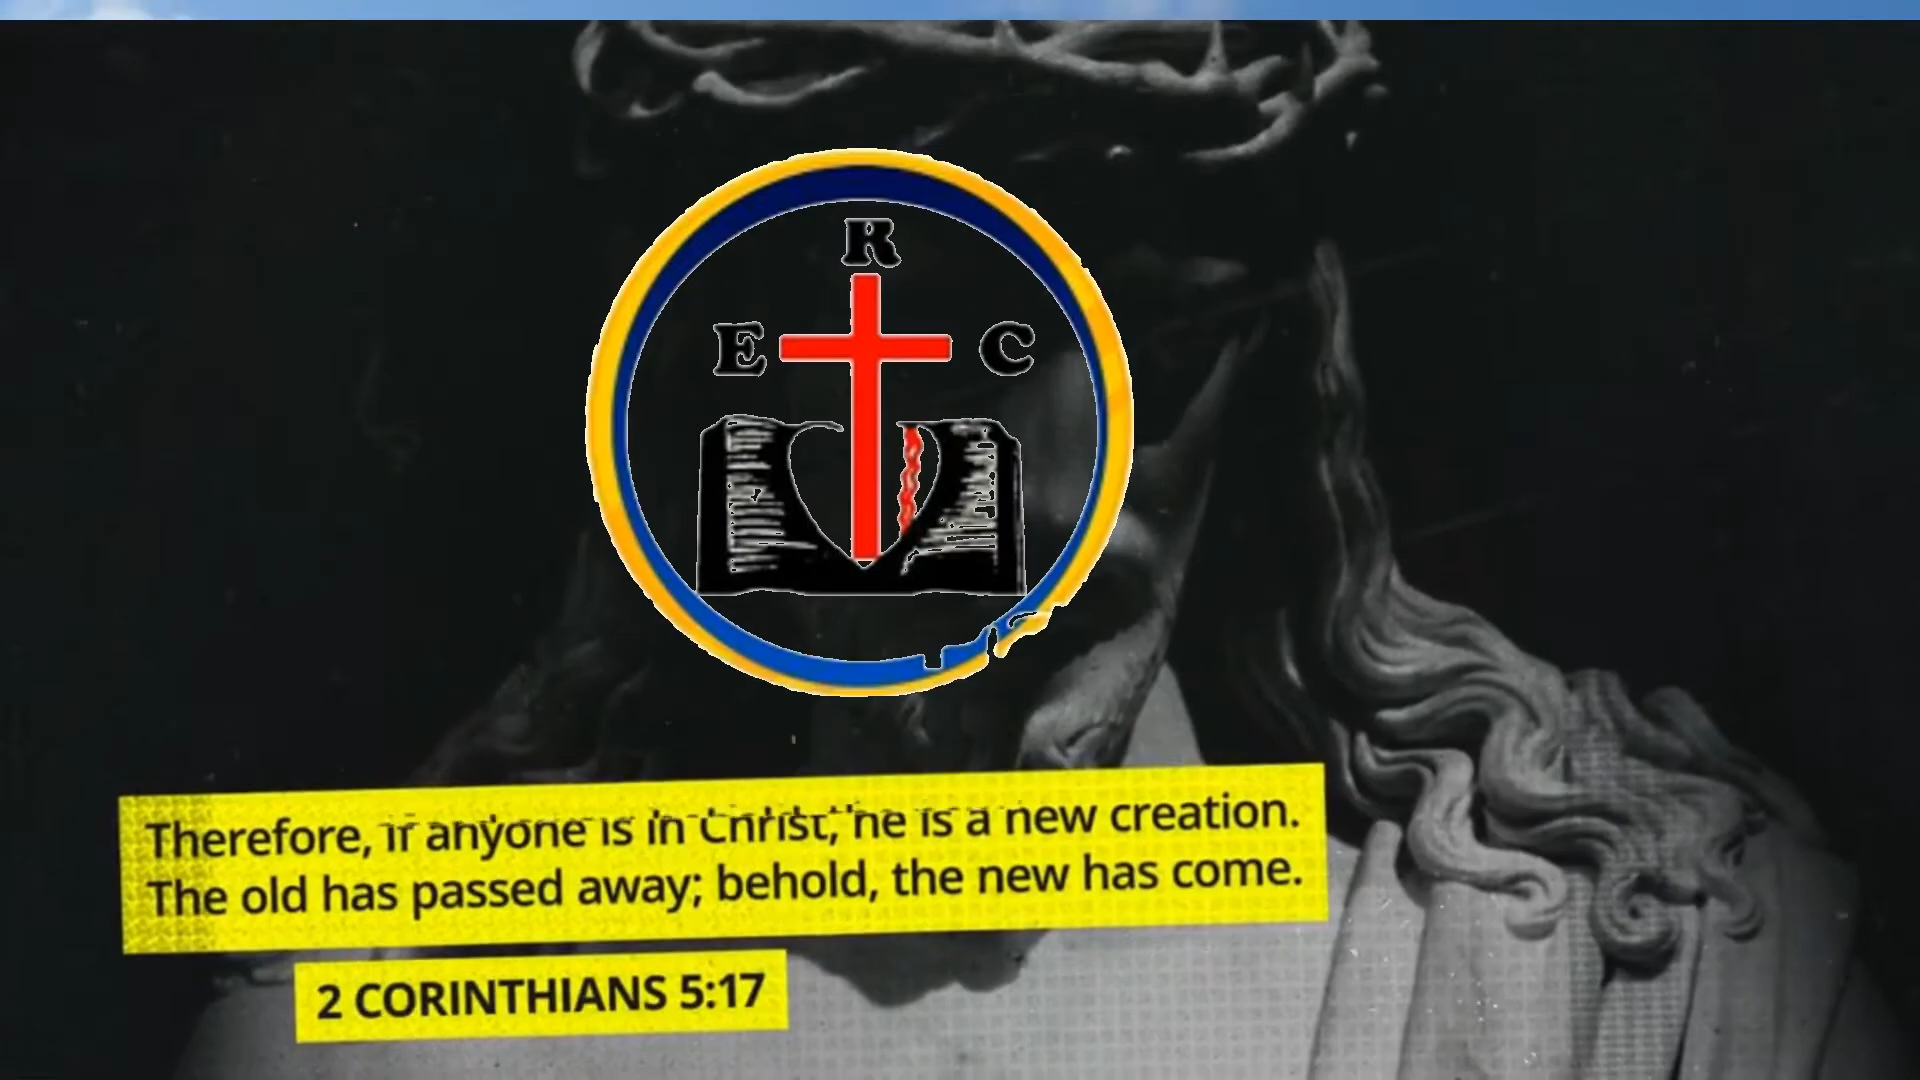 R
E C
Therefore, if anyone is in Christ, he is a new creation.
The old has passed away; behold, the new has come.
2 CORINTHIANS 5:17